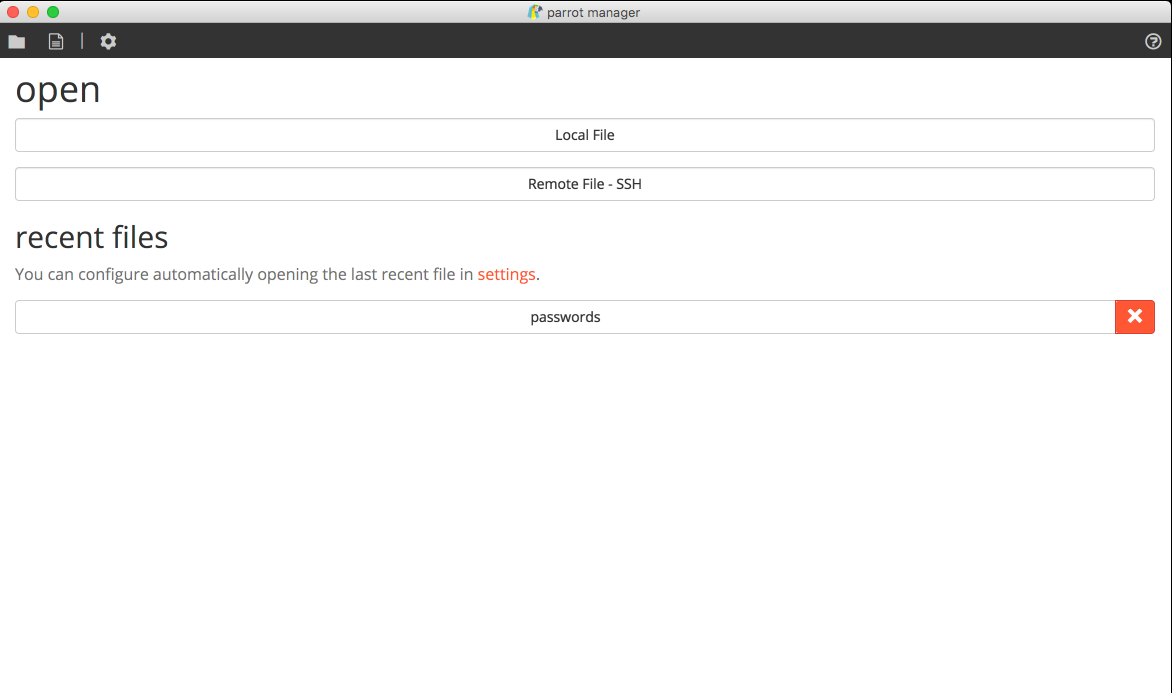 parrot manager
open
Local File
Remote File - SSH
recent files
You can configure automatically opening the last recent file in settings.
passwords